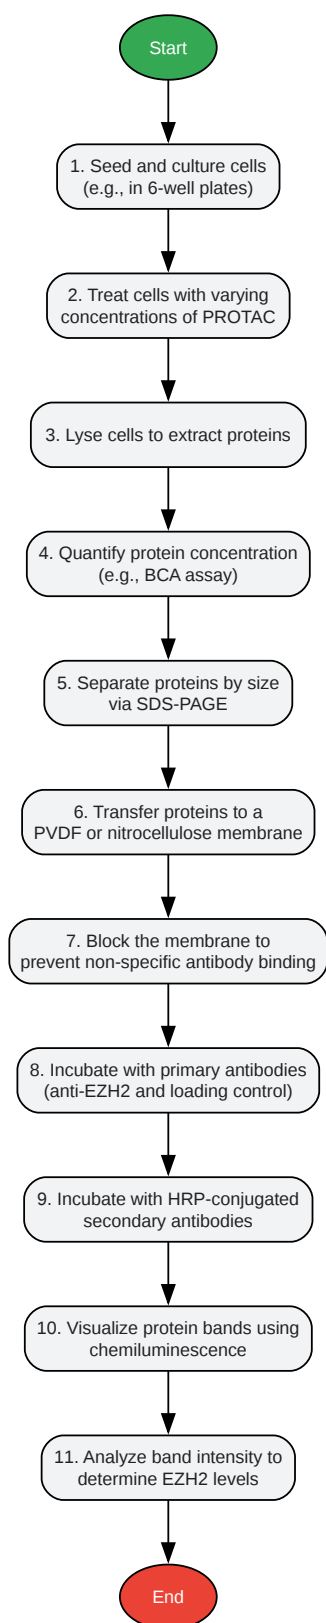 Start
1. Seed and culture cells
(e.g., in 6-well plates)
2. Treat cells with varying
concentrations of PROTAC
3. Lyse cells to extract proteins
4. Quantify protein concentration
(e.g., BCA assay)
5. Separate proteins by size
via SDS-PAGE
6. Transfer proteins to a
PVDF or nitrocellulose membrane
7. Block the membrane to
prevent non-specific antibody binding
8. Incubate with primary antibodies
(anti-EZH2 and loading control)
9. Incubate with HRP-conjugated
secondary antibodies
10. Visualize protein bands using
chemiluminescence
11. Analyze band intensity to
determine EZH2 levels
End